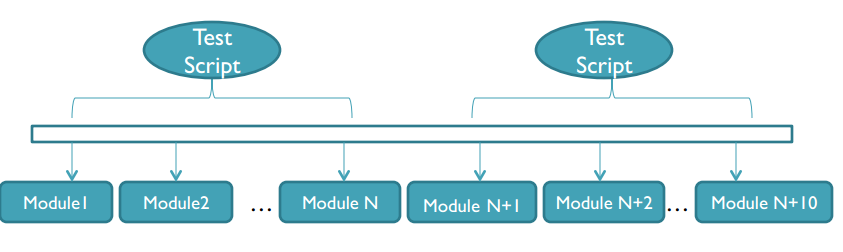 Test
Script
Test
Script
Module1
Module2
...
Module N
Module N+1
Module N+2
...
Module N+10